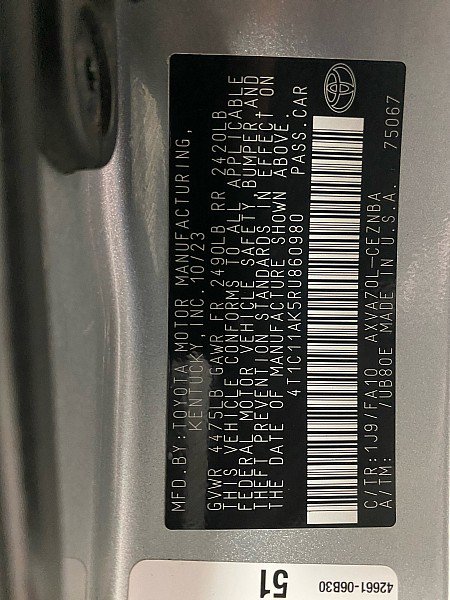 MFD.BY:TOYOTA MOTOR MANUFACTURING,
KENTUCKY,INC. 10/23
GVWR 4475LB GAWR FR 2490LB RR 2420LB
THIS VEHICLE CONFORMS TO ALL APPLICABLE
FEDERAL MOTOR VEHICLE SAFETY, BUMPER,AND
THEFT PREVENTION STANDARDS IN EFFECT ON
THE DATE OF MANUFACTURE SHOWN ABOVE.
4T1C11AK5RU860980 PASS.CAR
C/TR:1J9/FA10 AXVA70L-CEZNBA
A/TM: /UB80E MADE IN U.S.A. 75067
51
42661-06B30